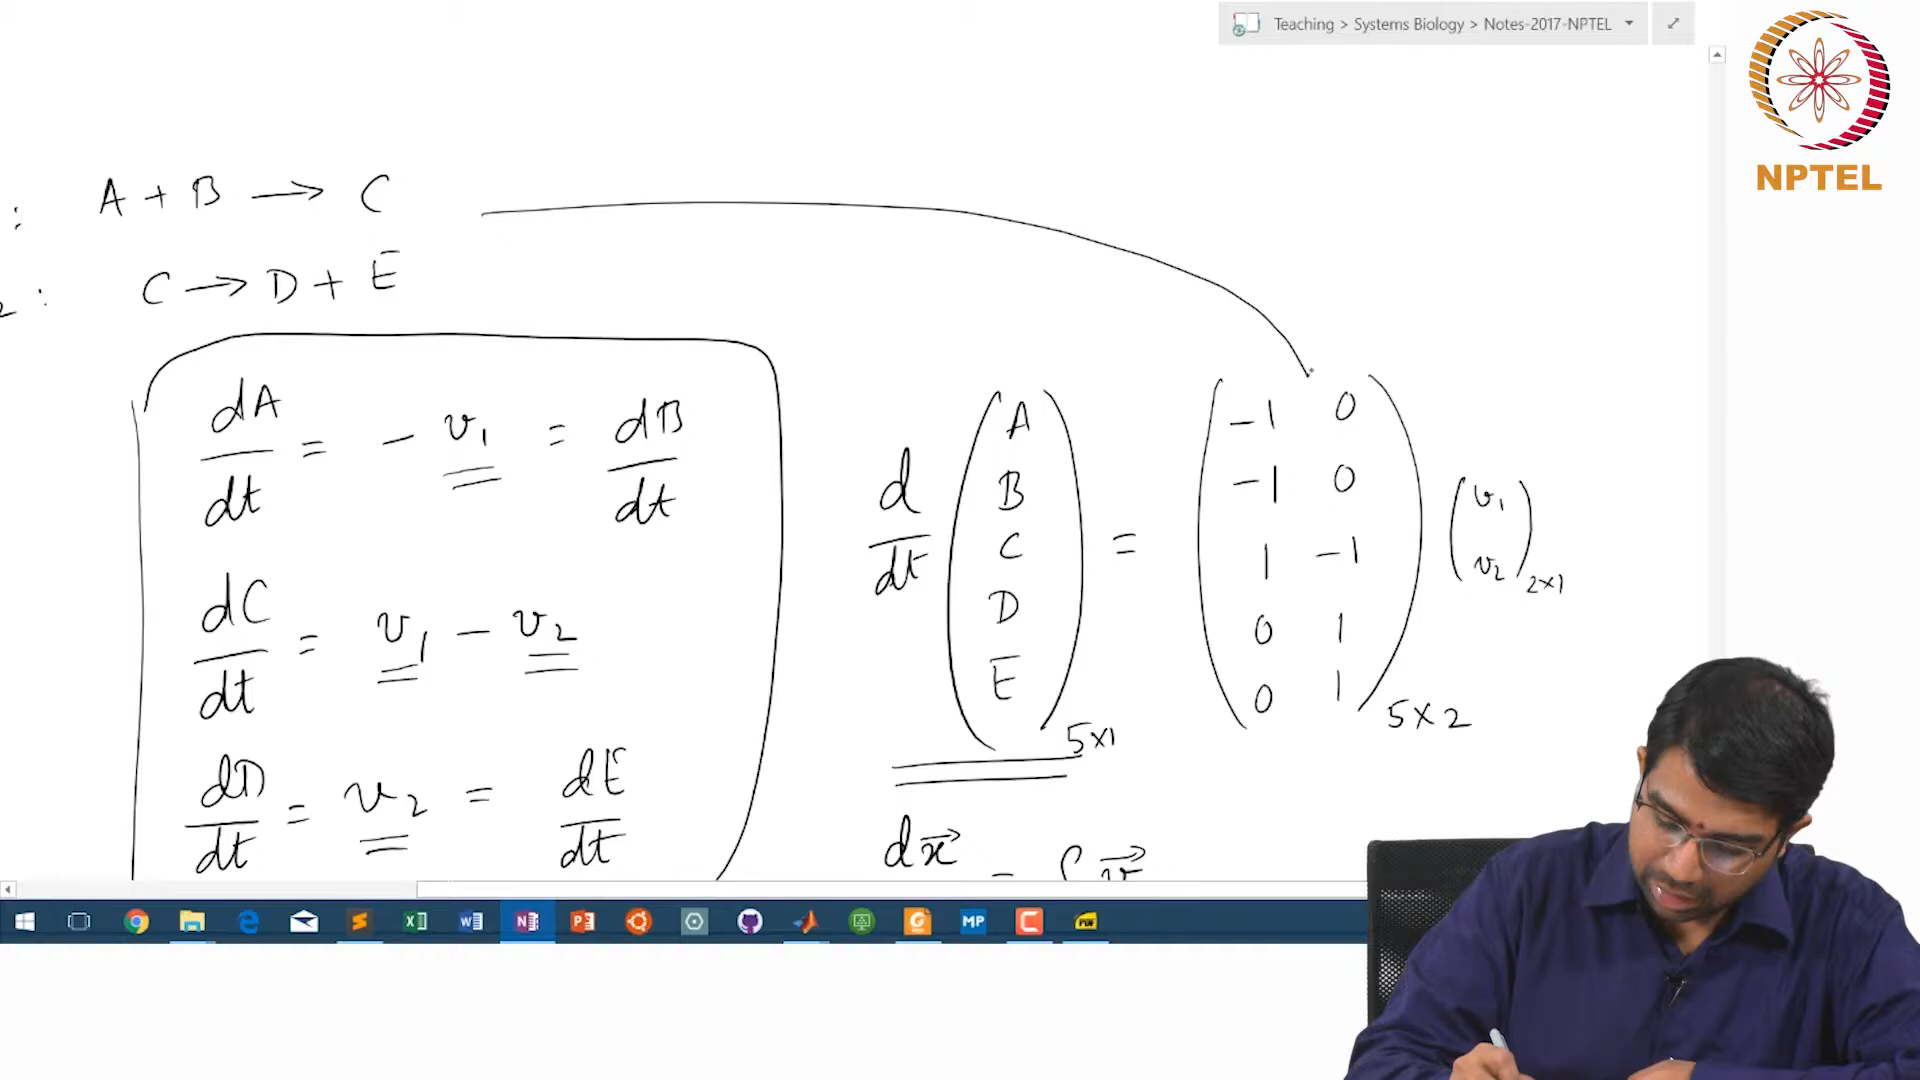 Teaching > Systems Biology > Notes-2017-NPTEL
NPTEL
: A + B → C
2 : C → D + E
dA/dt = - v₁ = dB/dt
dC/dt = v₁ - v₂
dD/dt = v₂ = dE/dt
d/dt
A
B
C
D
E
5×1
=
-1 0
-1 0
1 -1
0 1
0 1
5×2
v₁
v₂
2×1
dx⃗
MP